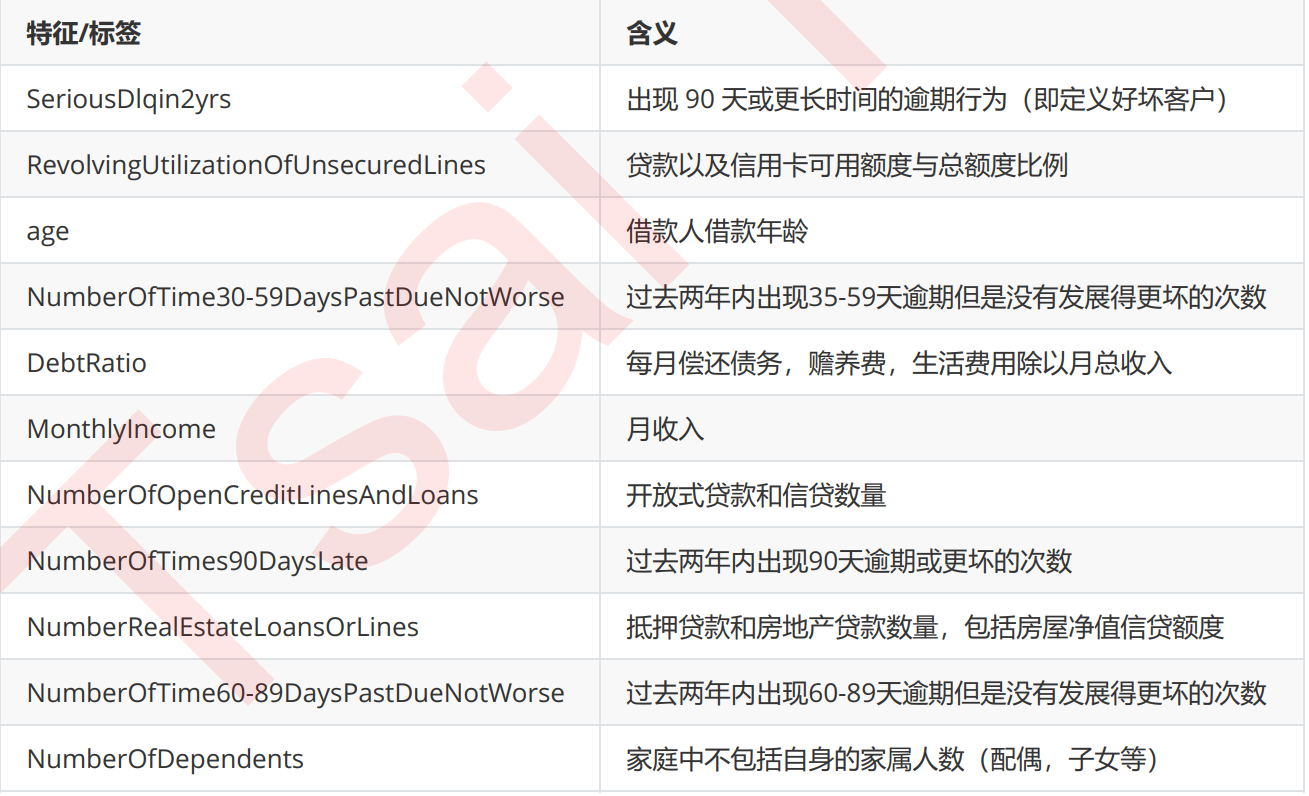 特征/标签 含义
SeriousDlqin2yrs 出现 90 天或更长时间的逾期行为（即定义好坏客户）
RevolvingUtilizationOfUnsecuredLines 贷款以及信用卡可用额度与总额度比例
age 借款人借款年龄
NumberOfTime30-59DaysPastDueNotWorse 过去两年内出现35-59天逾期但是没有发展得更坏的次数
DebtRatio 每月偿还债务，赡养费，生活费用除以月总收入
MonthlyIncome 月收入
NumberOfOpenCreditLinesAndLoans 开放式贷款和信贷数量
NumberOfTimes90DaysLate 过去两年内出现90天逾期或更坏的次数
NumberRealEstateLoansOrLines 抵押贷款和房地产贷款数量，包括房屋净值信贷额度
NumberOfTime60-89DaysPastDueNotWorse 过去两年内出现60-89天逾期但是没有发展得更坏的次数
NumberOfDependents 家庭中不包括自身的家属人数（配偶，子女等）
Tsai